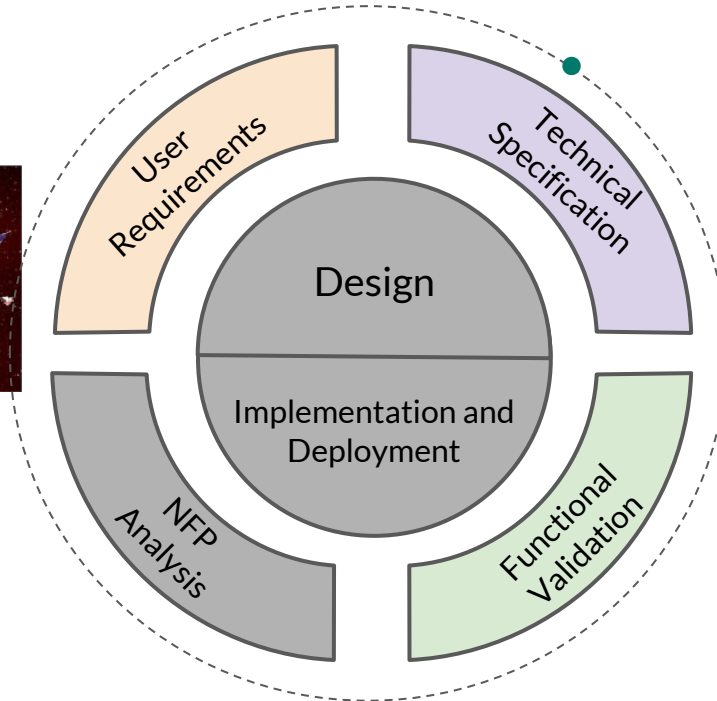 User
Requirements
Technical
Specification
Design
Implementation and
Deployment
NFP
Analysis
Functional
Validation